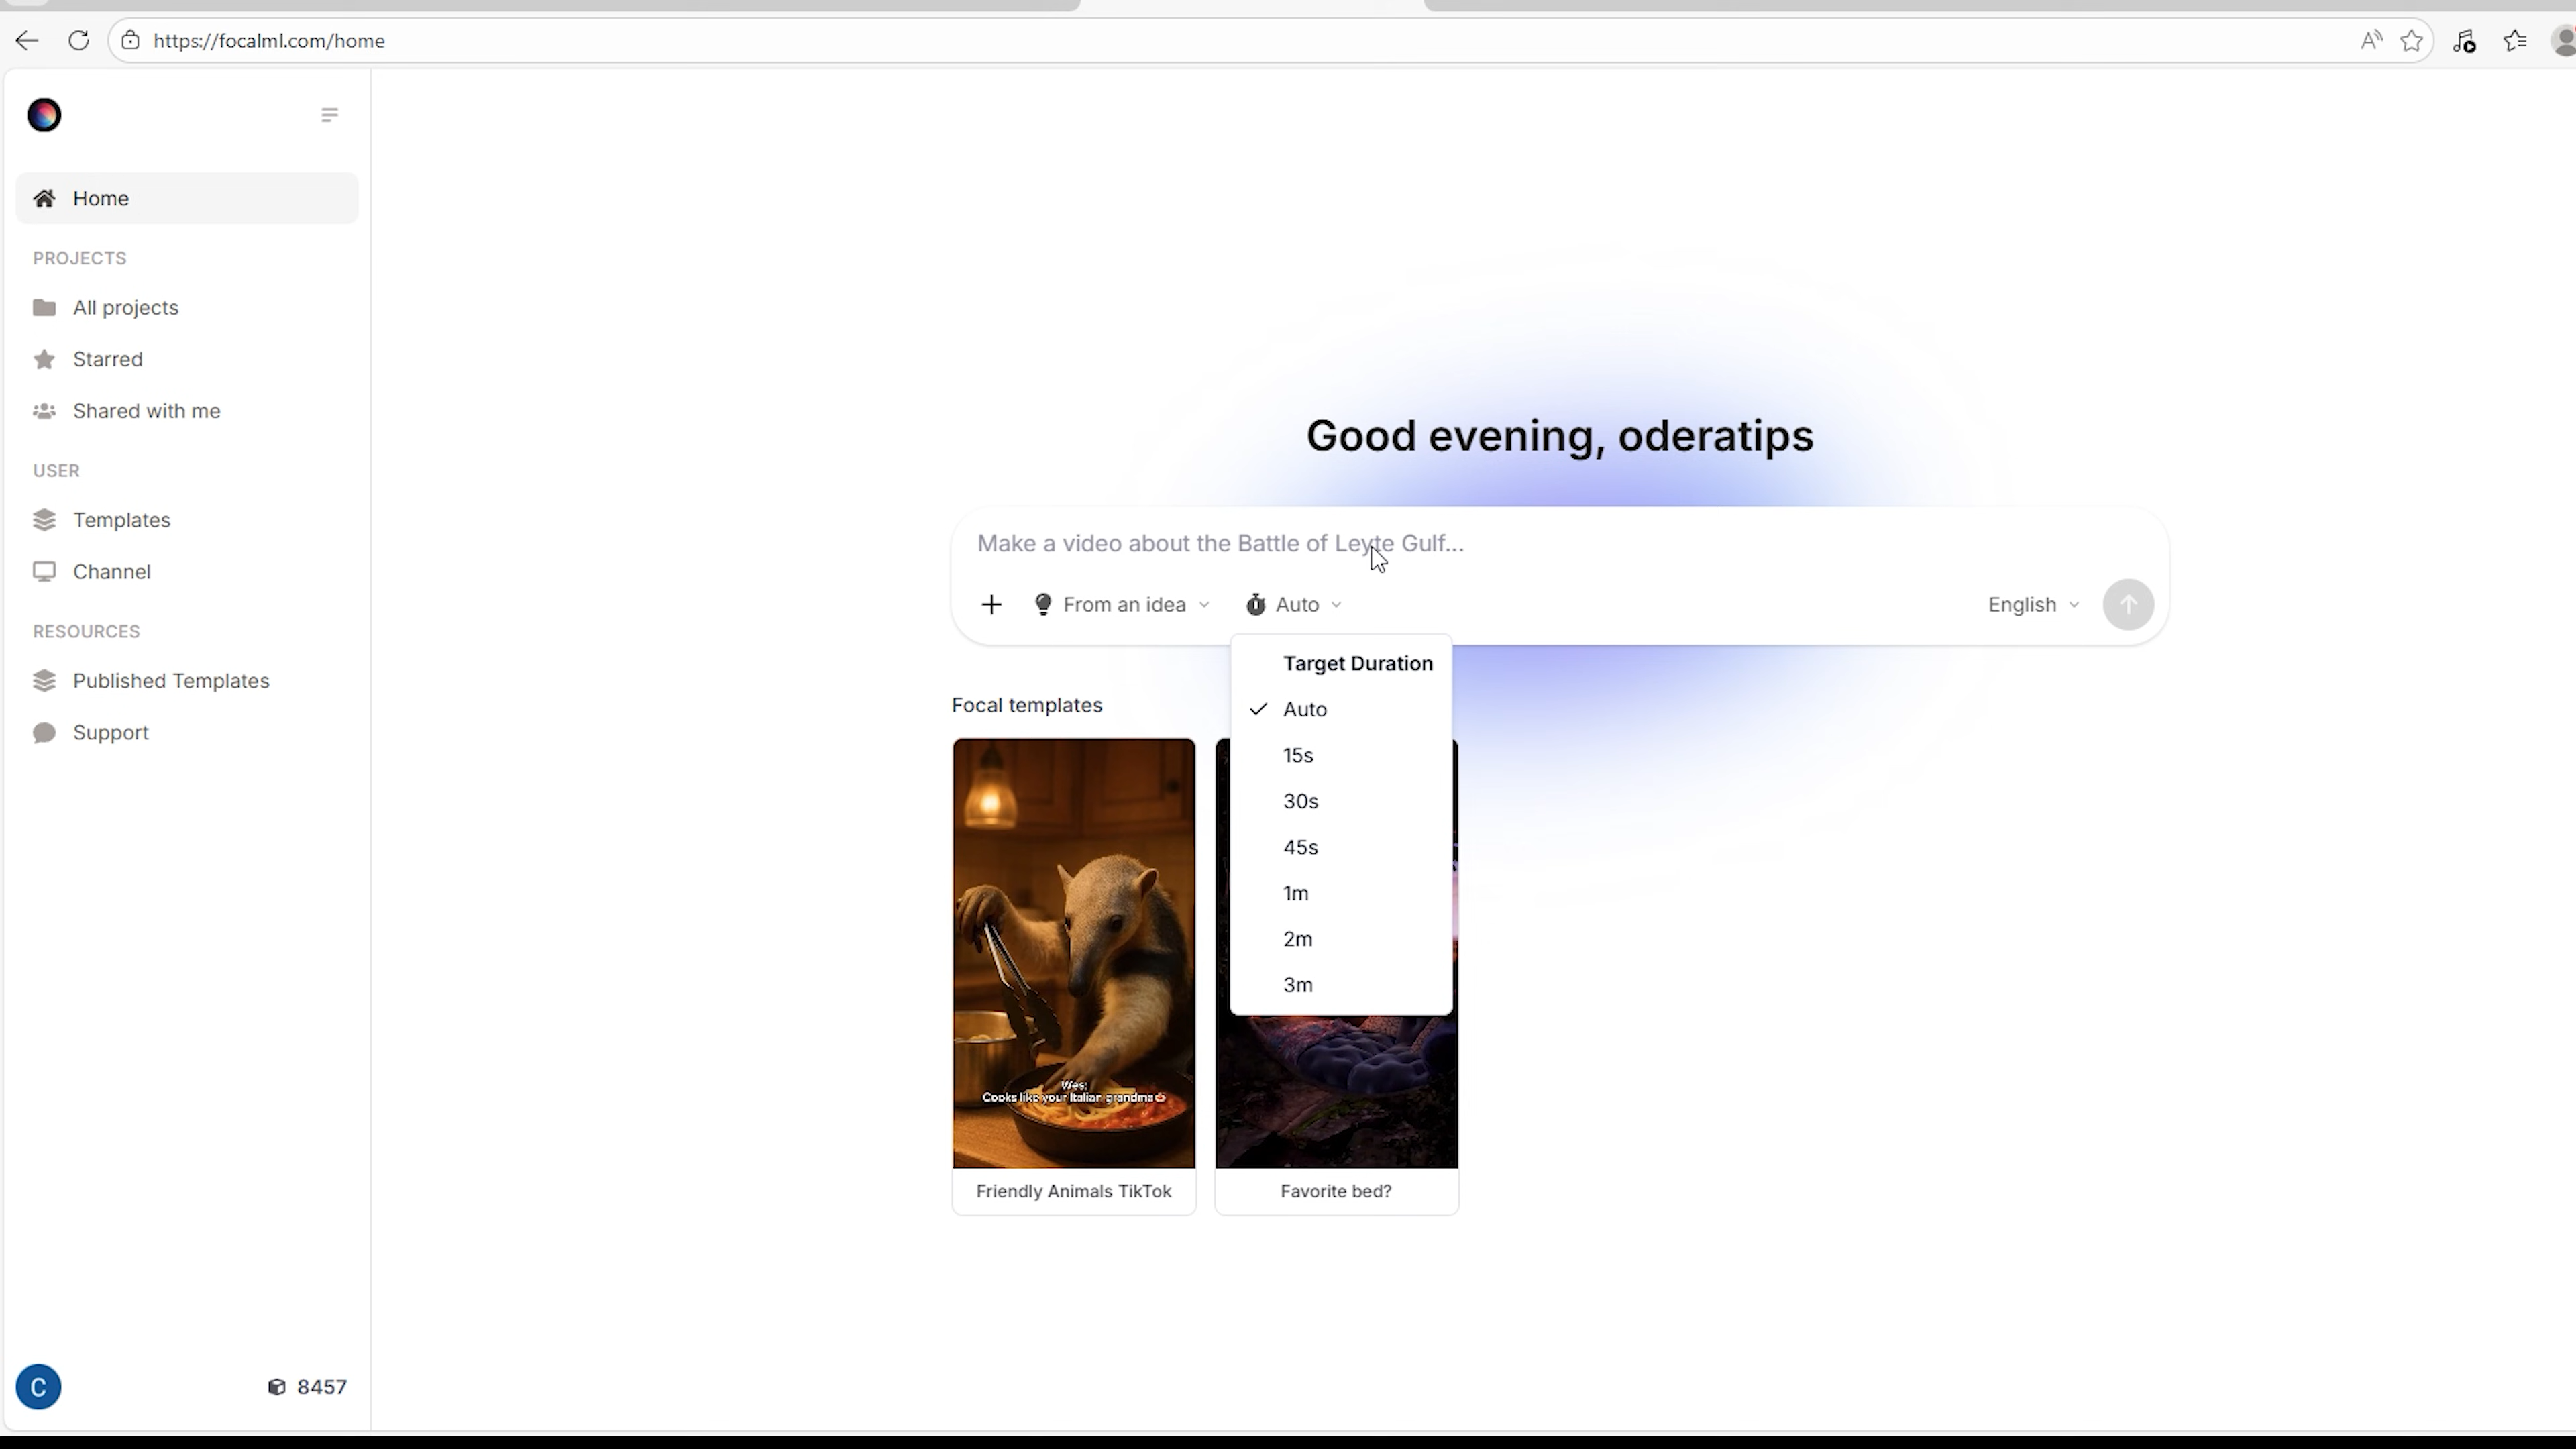 https://focalml.com/home
Home
PROJECTS
All projects
Starred
Shared with me
USER
Templates
Channel
RESOURCES
Published Templates
Support
C
8457
Good evening, oderatips
Make a video about the Battle of Leyte Gulf...
From an idea
Auto
English
Target Duration
Auto
15s
30s
45s
1m
2m
3m
Focal templates
Wes:
Cooks like your Italian grandma
Friendly Animals TikTok
Favorite bed?